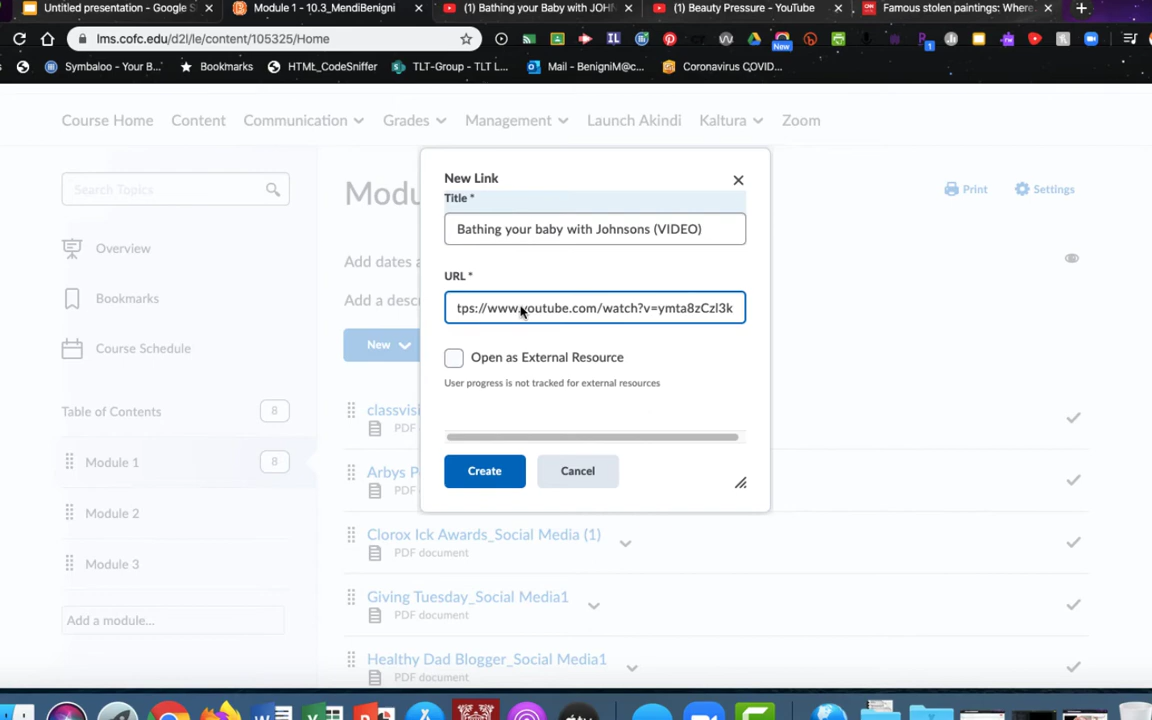 Untitled presentation - Google S
Module 1 - 10.3_MendiBenigni
(1) Bathing your Baby with JOHN
(1) Beauty Pressure - YouTube
Famous stolen paintings: Where
lms.cofc.edu/d2l/le/content/105325/Home
New
1
Symbaloo - Your B...
Bookmarks
HTML_CodeSniffer
TLT-Group - TLT L...
Mail - BenigniM@c...
Coronavirus COVID...
Course Home
Content
Communication
Grades
Management
Launch Akindi
Kaltura
Zoom
Search Topics
Overview
Bookmarks
Course Schedule
Table of Contents
8
Module 1
8
Module 2
Module 3
Add a module...
Modu
Print
Settings
Add dates a
Add a descr
New
New Link
Title *
Bathing your baby with Johnsons (VIDEO)
URL *
tps://www.youtube.com/watch?v=ymta8zCzl3k
Open as External Resource
User progress is not tracked for external resources
Create
Cancel
classvisi
PDF
Arbys P
PDF
Clorox Ick Awards_Social Media (1)
PDF document
Giving Tuesday_Social Media1
PDF document
Healthy Dad Blogger_Social Media1
PDF document